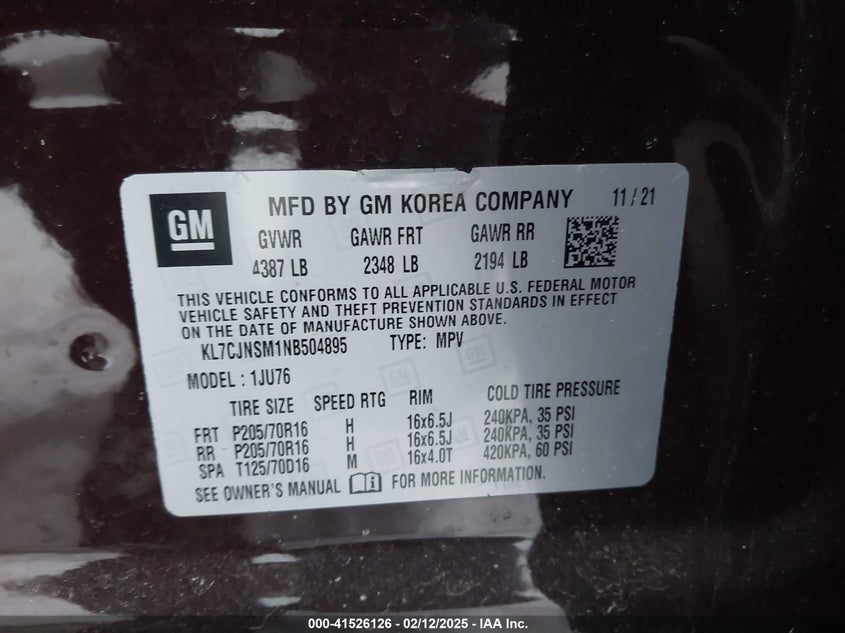 GM
MFD BY GM KOREA COMPANY 11 / 21
GVWR GAWR FRT GAWR RR
4387 LB 2348 LB 2194 LB
THIS VEHICLE CONFORMS TO ALL APPLICABLE U.S. FEDERAL MOTOR
VEHICLE SAFETY AND THEFT PREVENTION STANDARDS IN EFFECT
ON THE DATE OF MANUFACTURE SHOWN ABOVE.
KL7CJNSM1NB504895 TYPE: MPV
MODEL : 1JU76
TIRE SIZE SPEED RTG RIM COLD TIRE PRESSURE
FRT P205/70R16 H 16x6.5J 240KPA, 35 PSI
RR P205/70R16 H 16x6.5J 240KPA, 35 PSI
SPA T125/70D16 M 16x4.0T 420KPA, 60 PSI
SEE OWNER'S MANUAL FOR MORE INFORMATION.
000-41526126 - 02/12/2025 - IAA Inc.